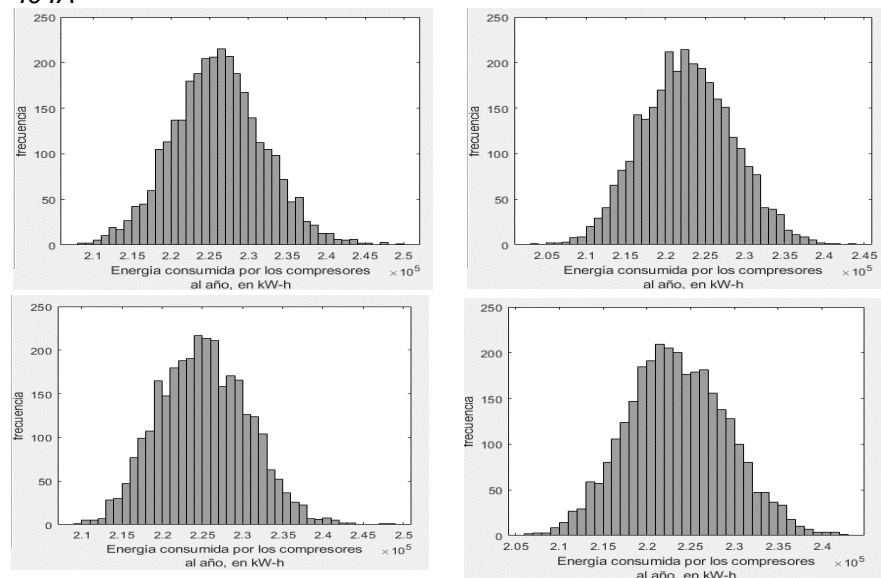 250
200
150
100
50
0
frecuencia
2.1 2.15 2.2 2.25 2.3 2.35 2.4 2.45 2.5
Energía consumida por los compresores
al año, en kW-h
× 10⁵
250
200
150
100
50
0
frecuencia
2.05 2.1 2.15 2.2 2.25 2.3 2.35 2.4 2.45
Energía consumida por los compresores
al año, en kW-h
× 10⁵
250
200
150
100
50
0
frecuencia
2.1 2.15 2.2 2.25 2.3 2.35 2.4 2.45 2.5
Energía consumida por los compresores
al año, en kW-h
× 10⁵
250
200
150
100
50
0
frecuencia
2.05 2.1 2.15 2.2 2.25 2.3 2.35 2.4
Energía consumida por los compresores
al año, en kW-h
× 10⁵